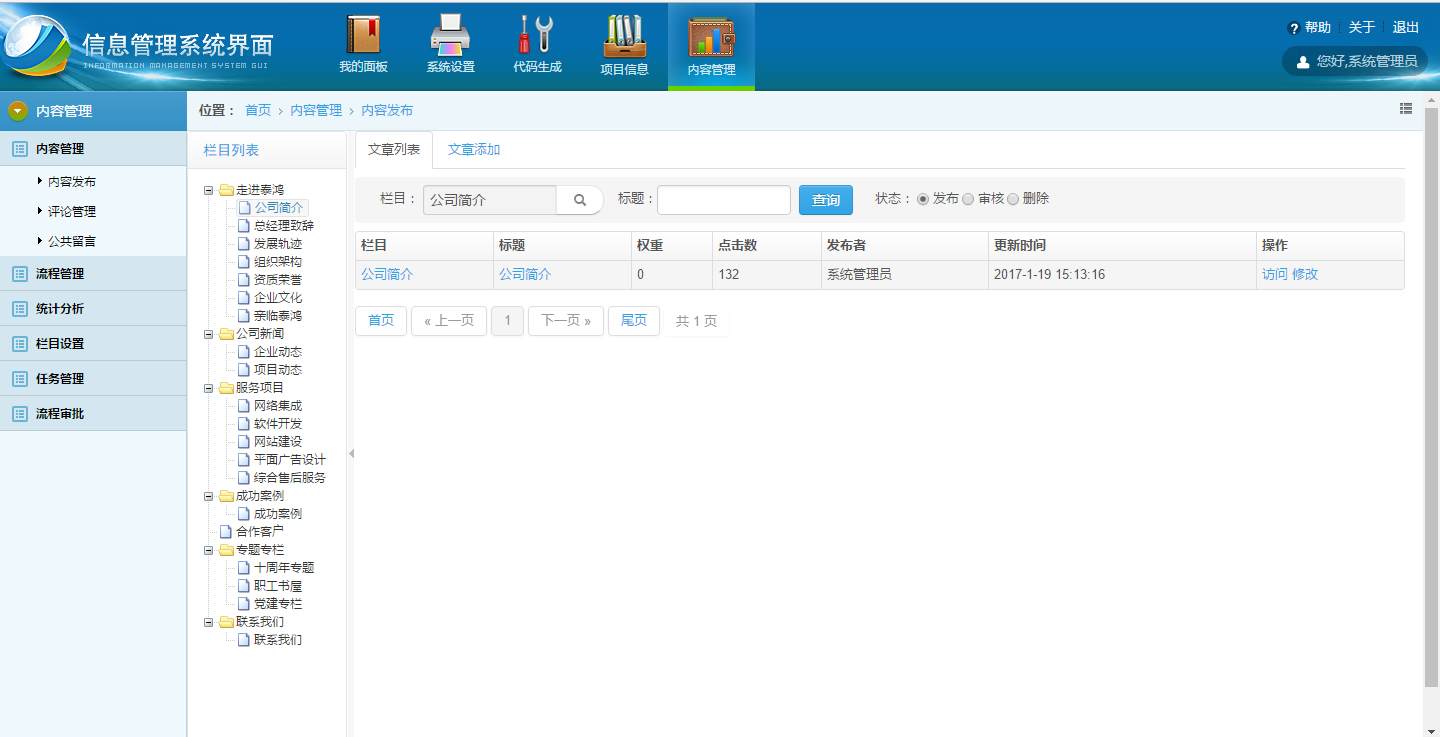 信息管理系统界面
INFORMATION MANAGEMENT SYSTEM GUI
我的面板
系统设置
代码生成
项目信息
内容管理
? 帮助 关于 退出
您好,系统管理员
内容管理
内容管理
内容发布
评论管理
公共留言
流程管理
统计分析
栏目设置
任务管理
流程审批
位置： 首页 › 内容管理 › 内容发布
栏目列表
走进泰鸿
公司简介
总经理致辞
发展轨迹
组织架构
资质荣誉
企业文化
亲临泰鸿
公司新闻
企业动态
项目动态
服务项目
网络集成
软件开发
网站建设
平面广告设计
综合售后服务
成功案例
成功案例
合作客户
专题专栏
十周年专题
职工书屋
党建专栏
联系我们
联系我们
文章列表 文章添加
栏目： 公司简介 标题： 查询 状态： 发布 审核 删除
栏目 标题 权重 点击数 发布者 更新时间 操作
公司简介 公司简介 0 132 系统管理员 2017-1-19 15:13:16 访问 修改
首页 « 上一页 1 下一页 » 尾页 共 1 页